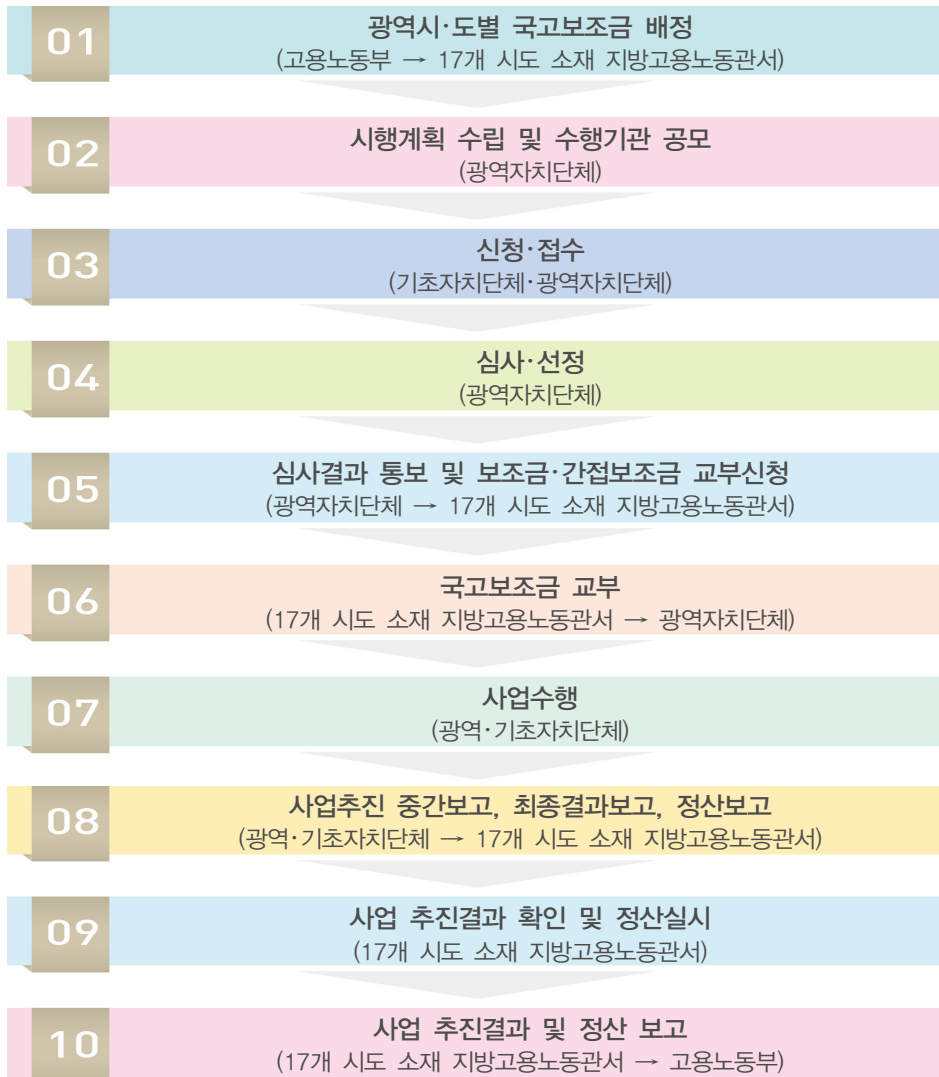 01
광역시·도별 국고보조금 배정
(고용노동부 → 17개 시도 소재 지방고용노동관서)
02
시행계획 수립 및 수행기관 공모
(광역자치단체)
03
신청·접수
(기초자치단체·광역자치단체)
04
심사·선정
(광역자치단체)
05
심사결과 통보 및 보조금·간접보조금 교부신청
(광역자치단체 → 17개 시도 소재 지방고용노동관서)
06
국고보조금 교부
(17개 시도 소재 지방고용노동관서 → 광역자치단체)
07
사업수행
(광역·기초자치단체)
08
사업추진 중간보고, 최종결과보고, 정산보고
(광역·기초자치단체 → 17개 시도 소재 지방고용노동관서)
09
사업 추진결과 확인 및 정산실시
(17개 시도 소재 지방고용노동관서)
10
사업 추진결과 및 정산 보고
(17개 시도 소재 지방고용노동관서 → 고용노동부)